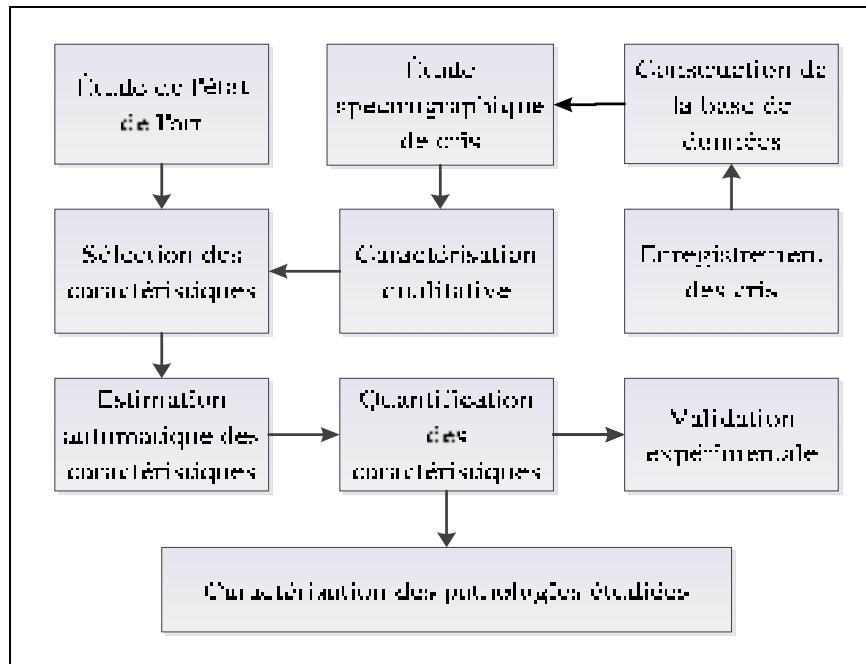 Étude de l'état
de l'art
Étude
spectrographique
de cris
Construction de
la base de
données
Sélection des
caractéristiques
Caractérisation
qualitative
Enregistrement
des cris
Estimation
automatique des
caractéristiques
Quantification
des
caractéristiques
Validation
expérimentale
Caractérisation des pathologies étudiées